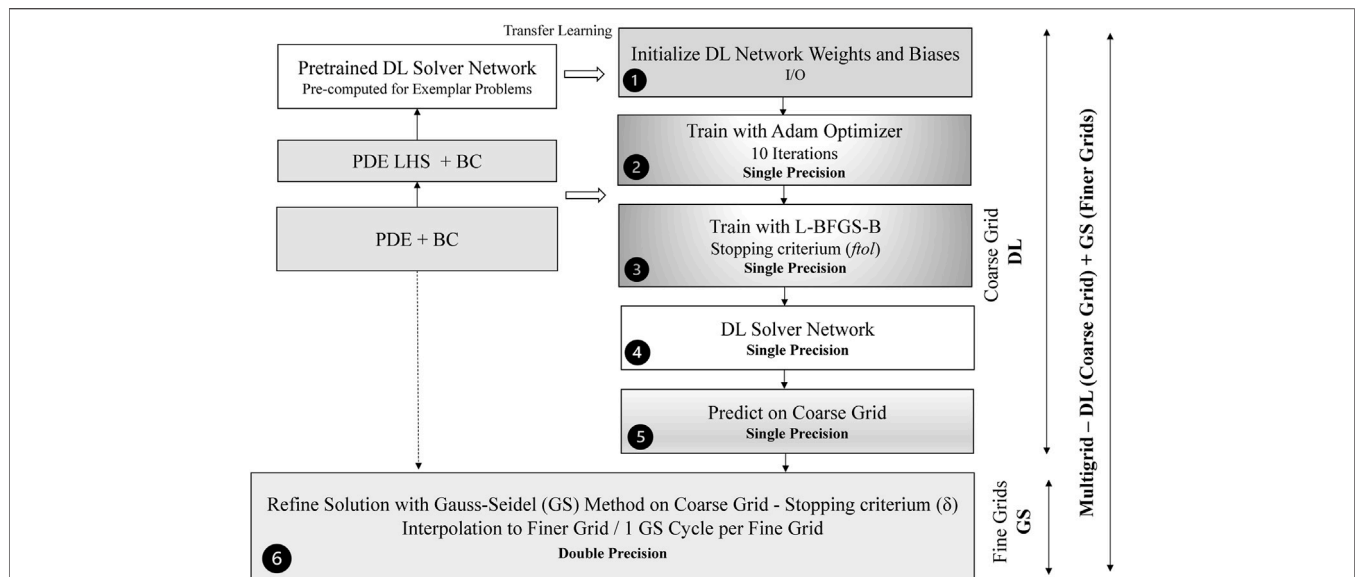 Transfer Learning
Pretrained DL Solver Network
Pre-computed for Exemplar Problems
PDE LHS + BC
PDE + BC
Initialize DL Network Weights and Biases
I/O
1
Train with Adam Optimizer
10 Iterations
Single Precision
2
Train with L-BFGS-B
Stopping criterium (ftol)
Single Precision
3
DL Solver Network
Single Precision
4
Predict on Coarse Grid
Single Precision
5
Refine Solution with Gauss-Seidel (GS) Method on Coarse Grid - Stopping criterium (δ)
Interpolation to Finer Grid / 1 GS Cycle per Fine Grid
Double Precision
6
Coarse Grid
DL
Fine Grids
GS
Multigrid – DL (Coarse Grid) + GS (Finer Grids)